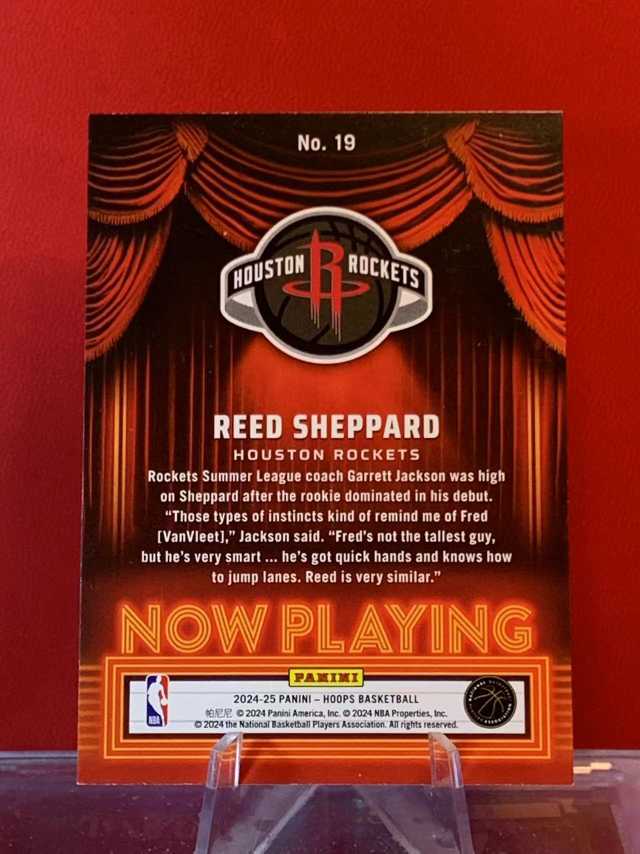 No. 19
HOUSTON R ROCKETS
REED SHEPPARD
HOUSTON ROCKETS
Rockets Summer League coach Garrett Jackson was high
on Sheppard after the rookie dominated in his debut.
“Those types of instincts kind of remind me of Fred
[VanVleet],” Jackson said. “Fred's not the tallest guy,
but he's very smart ... he's got quick hands and knows how
to jump lanes. Reed is very similar.”
NOW PLAYING
PANINI
2024-25 PANINI – HOOPS BASKETBALL
帕尼尼 © 2024 Panini America, Inc. © 2024 NBA Properties, Inc.
© 2024 the National Basketball Players Association. All rights reserved.
NBA